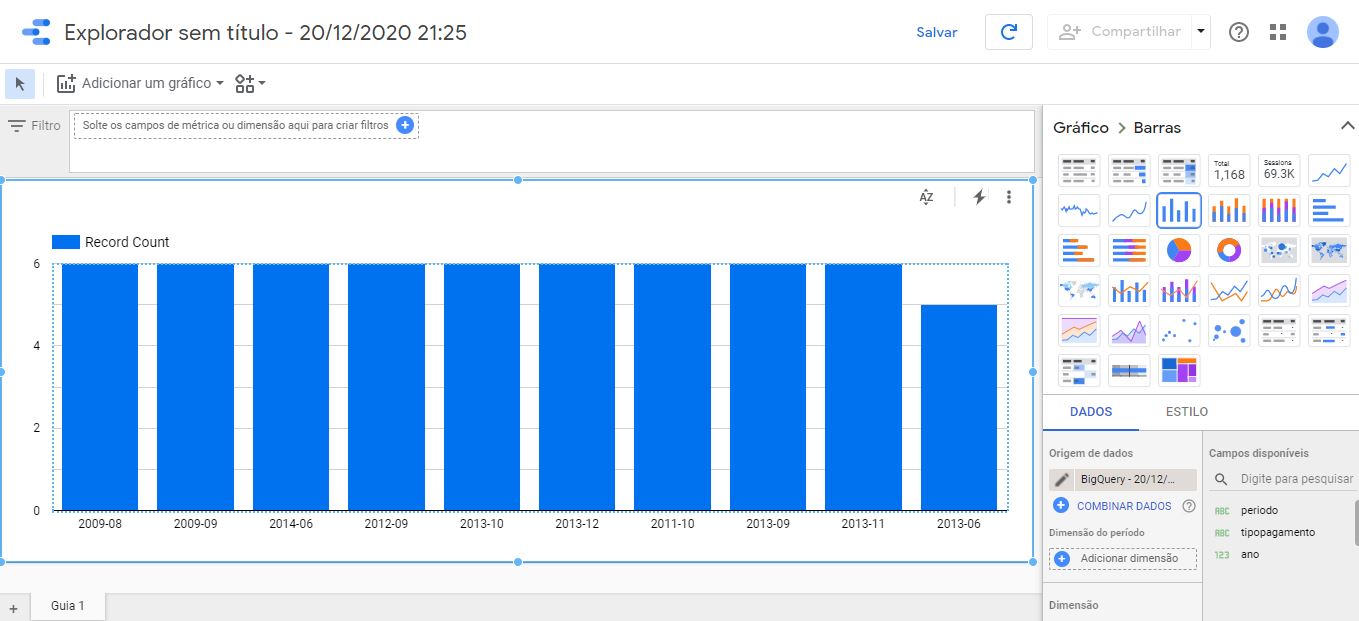 Explorador sem título - 20/12/2020 21:25
Salvar
Compartilhar
Adicionar um gráfico
Filtro
Solte os campos de métrica ou dimensão aqui para criar filtros
Gráfico > Barras
Total
1,168
Sessions
69.3K
AZ
Record Count
6
4
2
0
2009-08 2009-09 2014-06 2012-09 2013-10 2013-12 2011-10 2013-09 2013-11 2013-06
DADOS
ESTILO
Origem de dados
BigQuery - 20/12/...
COMBINAR DADOS
Dimensão do período
Adicionar dimensão
Dimensão
Campos disponíveis
Digite para pesquisar
ABC periodo
ABC tipopagamento
123 ano
+ Guia 1